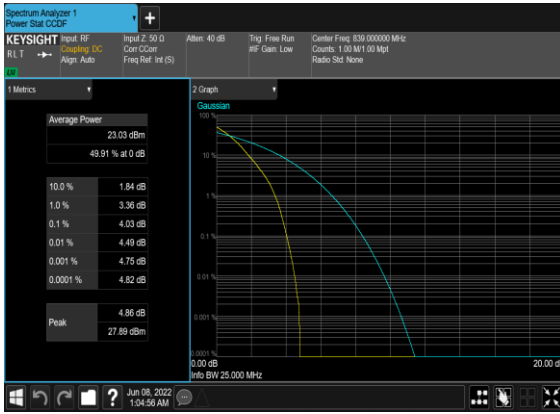 Spectrum Analyzer 1
Power Stat CCDF
KEYSIGHT
RLT
Input: RF
Coupling: DC
Align: Auto
Input Z: 50 Ω
Corr CCorr
Freq Ref: Int (S)
Atten: 40 dB
Trig: Free Run
#IF Gain: Low
Center Freq: 839.000000 MHz
Counts: 1.00 M/1.00 Mpt
Radio Std: None
1 Metrics
Average Power
23.03 dBm
49.91 % at 0 dB
10.0 % 1.84 dB
1.0 % 3.36 dB
0.1 % 4.03 dB
0.01 % 4.49 dB
0.001 % 4.75 dB
0.0001 % 4.82 dB
Peak
4.86 dB
27.89 dBm
2 Graph
Gaussian
100 %
10 %
1 %
0.1 %
0.01 %
0.001 %
0.0001 %
0.00 dB
20.00 d
Info BW 25.000 MHz
Jun 08, 2022
1:04:56 AM